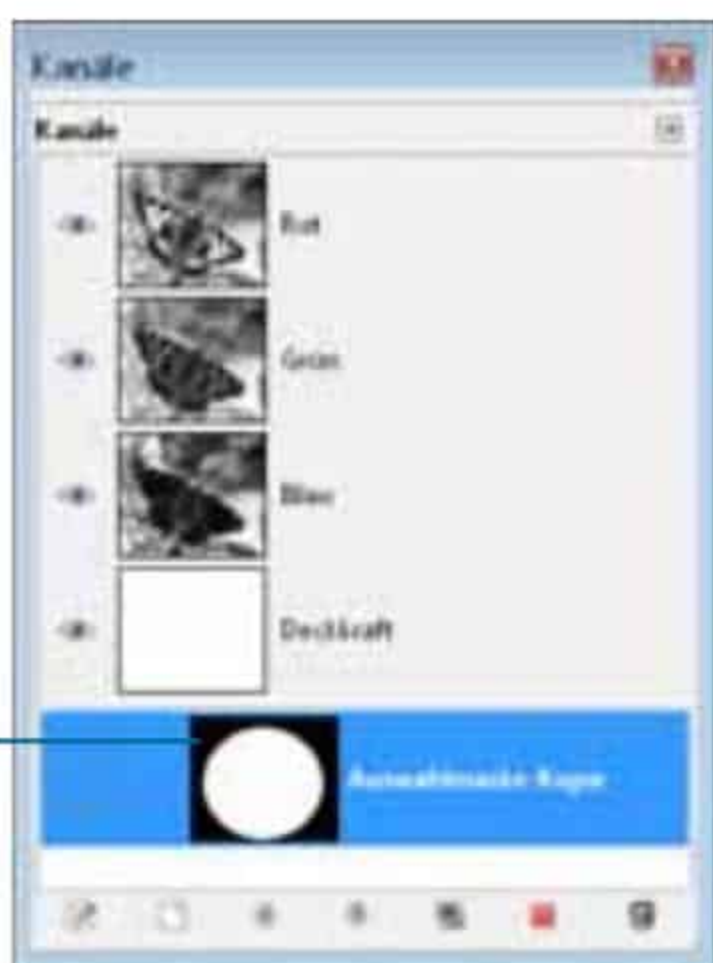 Kanäle
Kanäle
Rot
Grün
Blau
Deckkraft
Auswahlmaske-Kopie